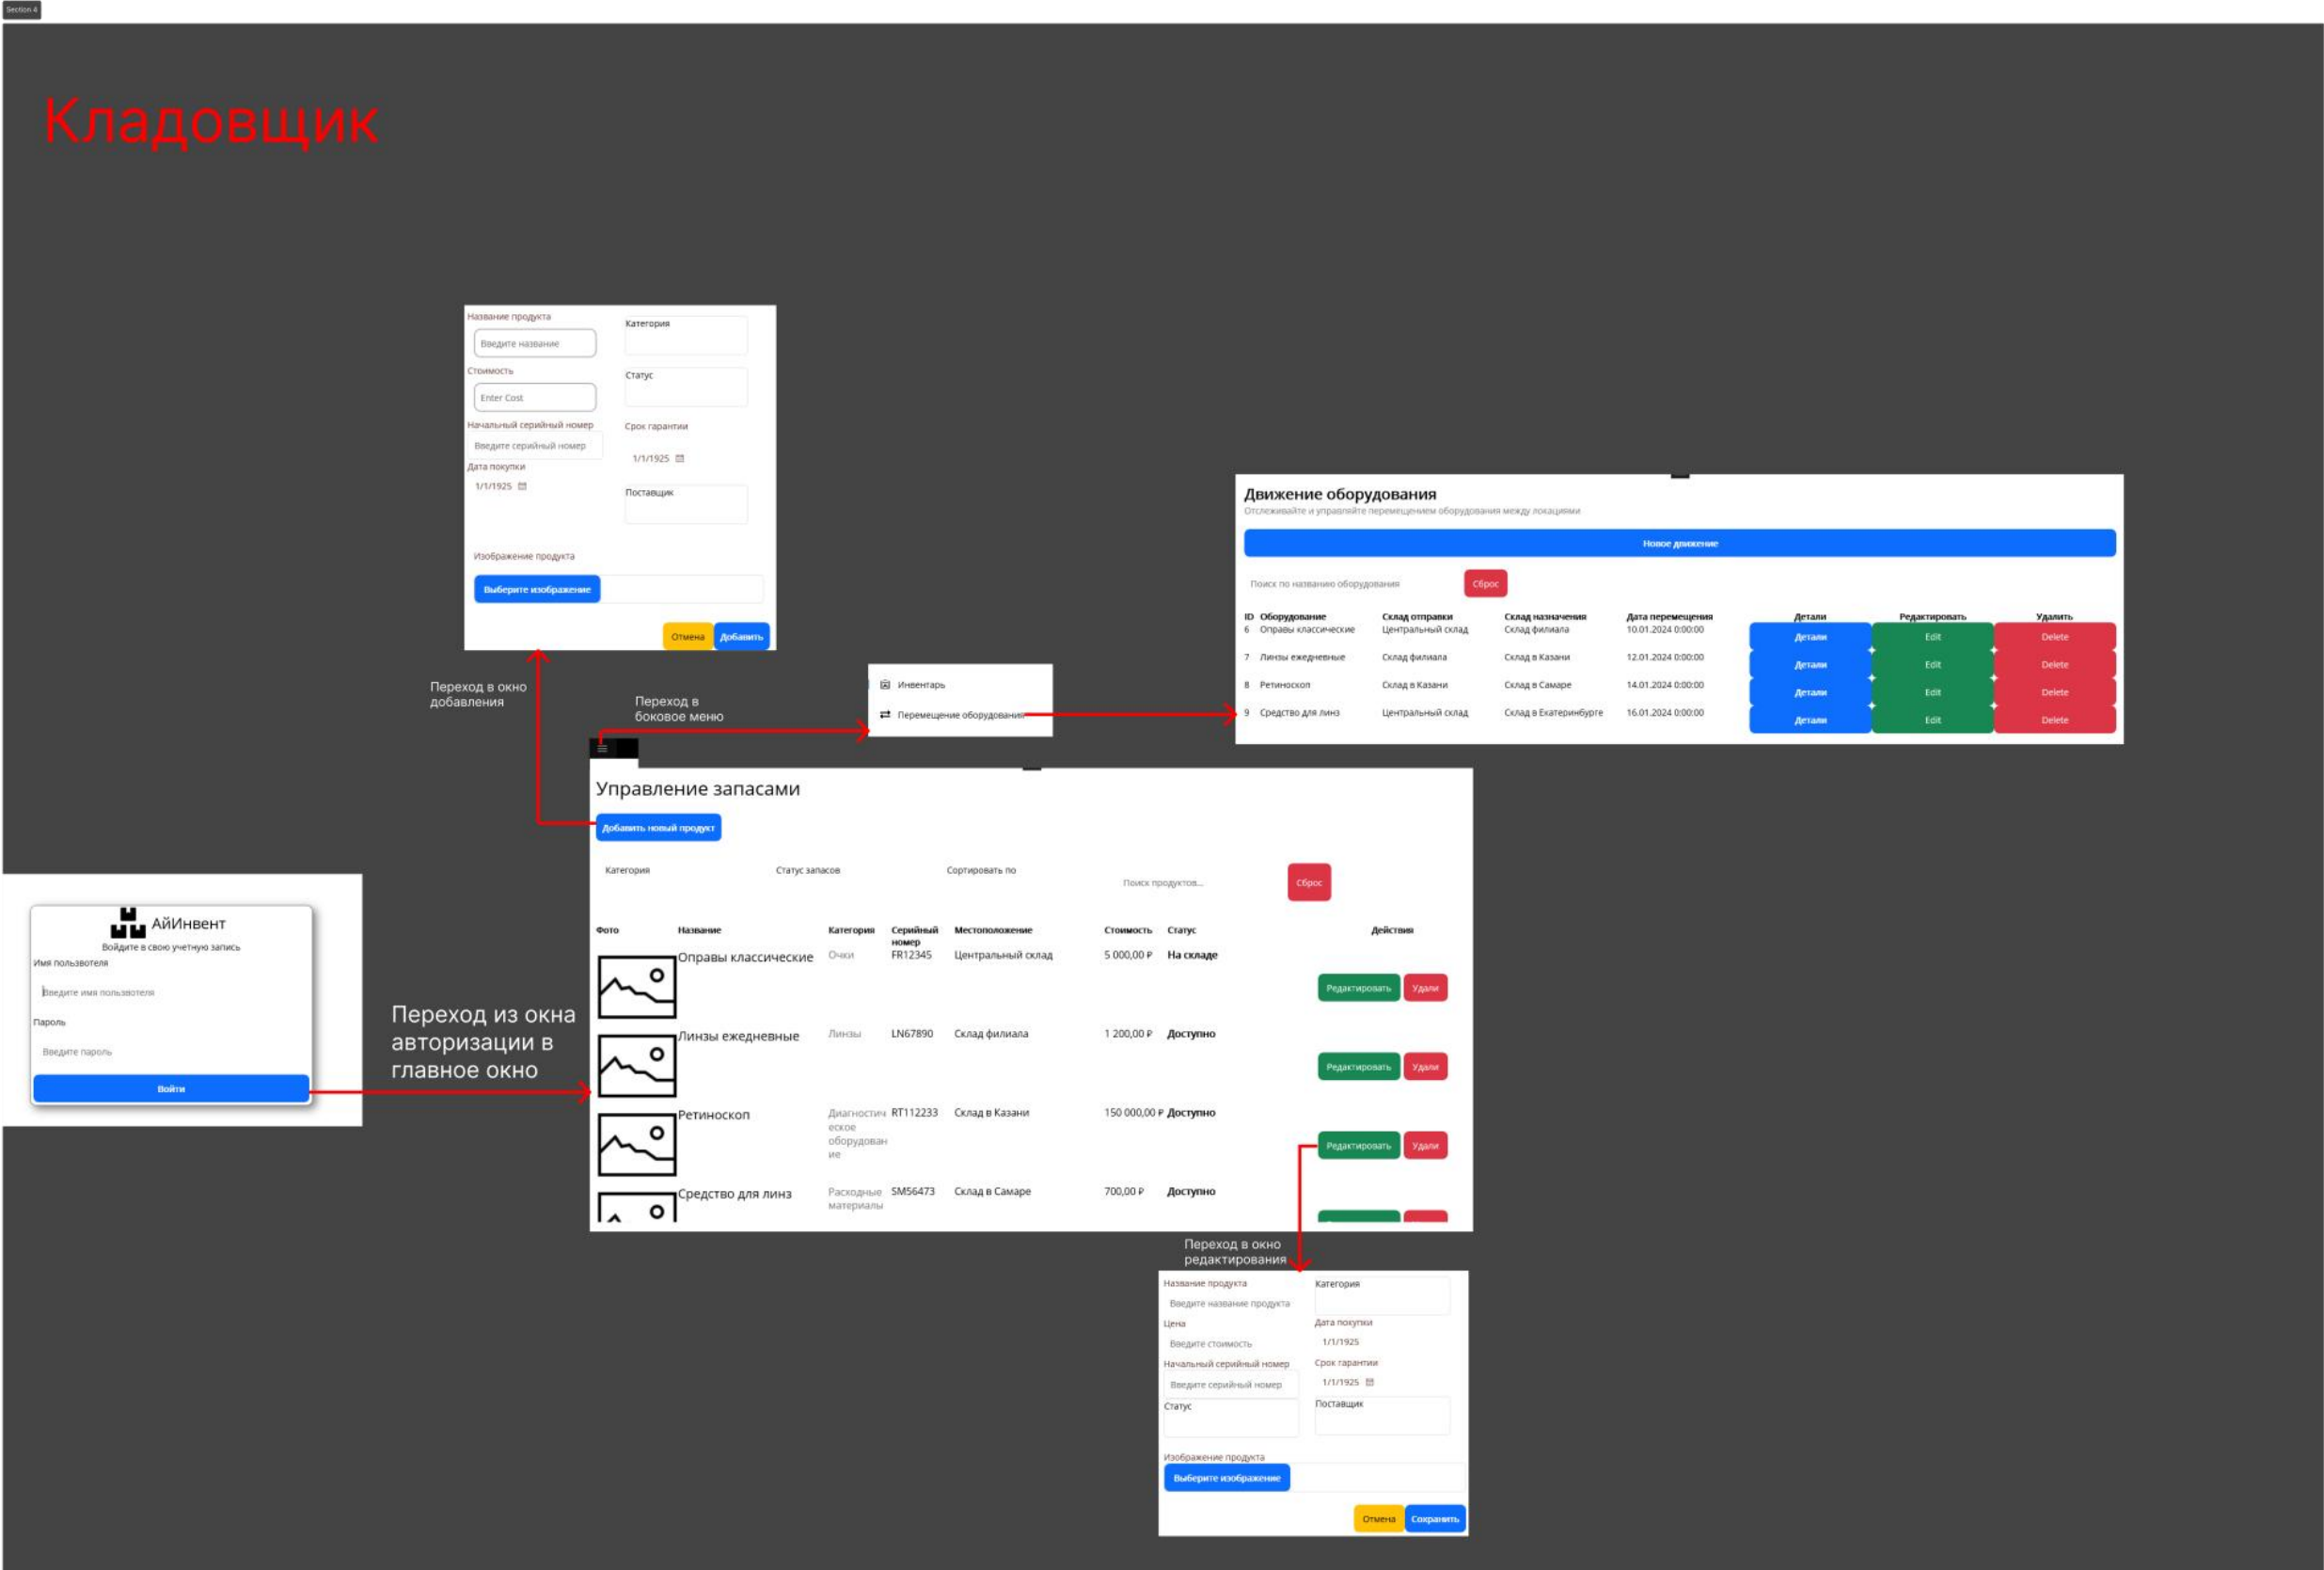 Section 4
Кладовщик
Название продукта
Категория
Введите название
Стоимость
Статус
Enter Cost
Начальный серийный номер
Срок гарантии
Введите серийный номер
1/1/1925
Дата покупки
1/1/1925
Поставщик
Изображение продукта
Выберите изображение
Отмена Добавить
Переход в окно
добавления
Переход в
боковое меню
Инвентарь
Перемещение оборудования
Движение оборудования
Отслеживайте и управляйте перемещением оборудования между локациями
Новое движение
Поиск по названию оборудования Сброс
ID Оборудование Склад отправки Склад назначения Дата перемещения Детали Редактировать Удалить
6 Оправы классические Центральный склад Склад филиала 10.01.2024 0:00:00 Детали Edit Delete
7 Линзы ежедневные Склад филиала Склад в Казани 12.01.2024 0:00:00 Детали Edit Delete
8 Ретиноскоп Склад в Казани Склад в Самаре 14.01.2024 0:00:00 Детали Edit Delete
9 Средство для линз Центральный склад Склад в Екатеринбурге 16.01.2024 0:00:00 Детали Edit Delete
Управление запасами
Добавить новый продукт
Категория Статус запасов Сортировать по
Поиск продуктов... Сброс
Фото Название Категория Серийный Местоположение Стоимость Статус Действия
номер
Оправы классические Очки FR12345 Центральный склад 5 000,00 ₽ На складе
Редактировать Удали
Линзы ежедневные Линзы LN67890 Склад филиала 1 200,00 ₽ Доступно
Редактировать Удали
Ретиноскоп Диагностич RT112233 Склад в Казани 150 000,00 ₽ Доступно
еское
оборудован
ие
Редактировать Удали
Средство для линз Расходные SM56473 Склад в Самаре 700,00 ₽ Доступно
материалы
АйИнвент
Войдите в свою учетную запись
Имя пользвотеля
Введите имя пользвотеля
Пароль
Введите пароль
Войти
Переход из окна
авторизации в
главное окно
Переход в окно
редактирования
Название продукта
Категория
Введите название продукта
Цена
Дата покупки
Введите стоимость
1/1/1925
Начальный серийный номер
Срок гарантии
Введите серийный номер
1/1/1925
Статус
Поставщик
Изображение продукта
Выберите изображение
Отмена Сохранить